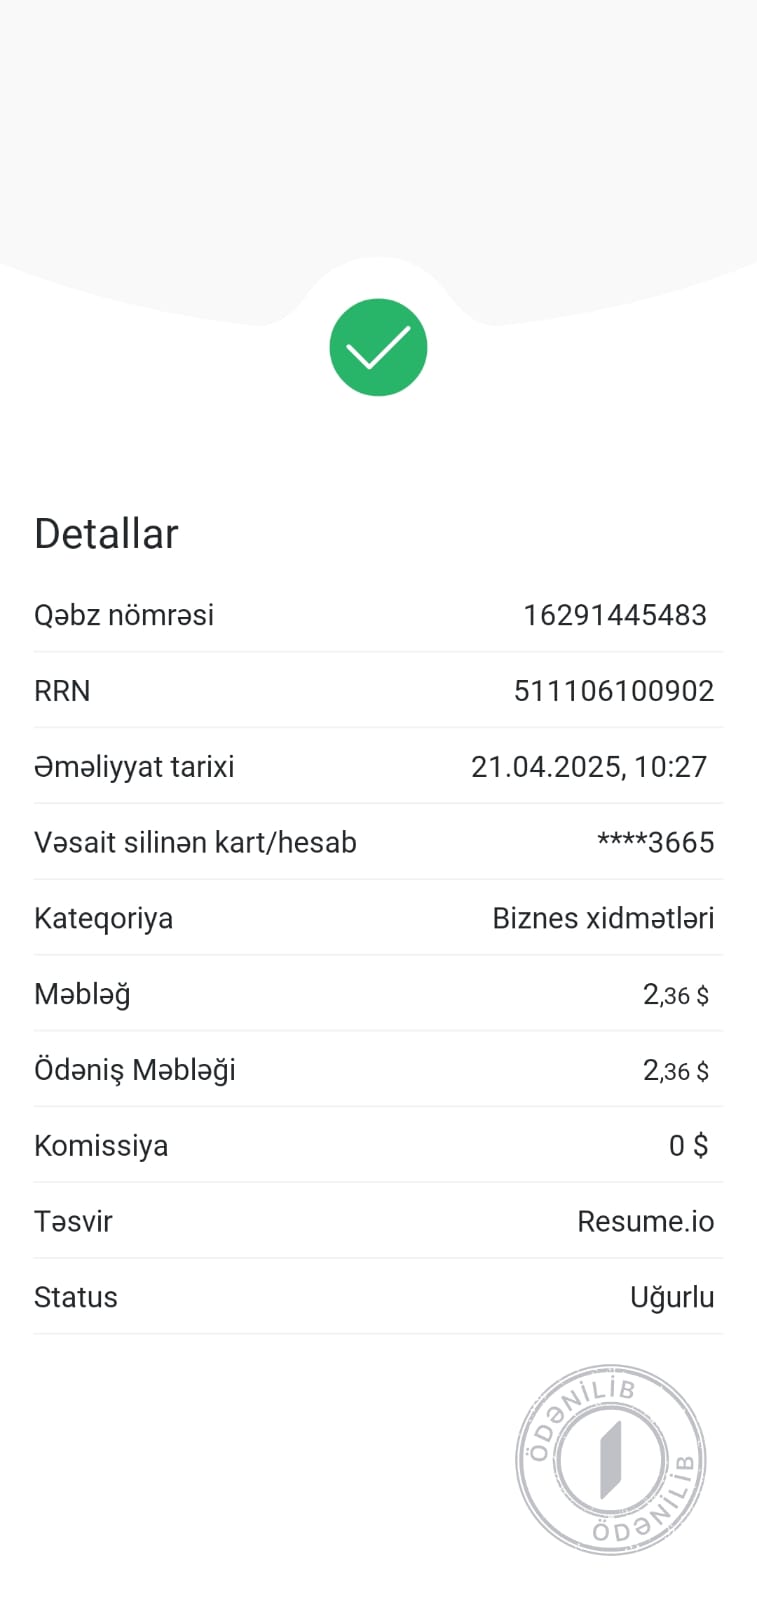 Detallar
Qəbz nömrəsi 16291445483
RRN 511106100902
Əməliyyat tarixi 21.04.2025, 10:27
Vəsait silinən kart/hesab ****3665
Kateqoriya Biznes xidmətləri
Məbləğ 2,36 $
Ödəniş Məbləği 2,36 $
Komissiya 0 $
Təsvir Resume.io
Status Uğurlu
ÖDƏNİLİB
ÖDƏNİLİB